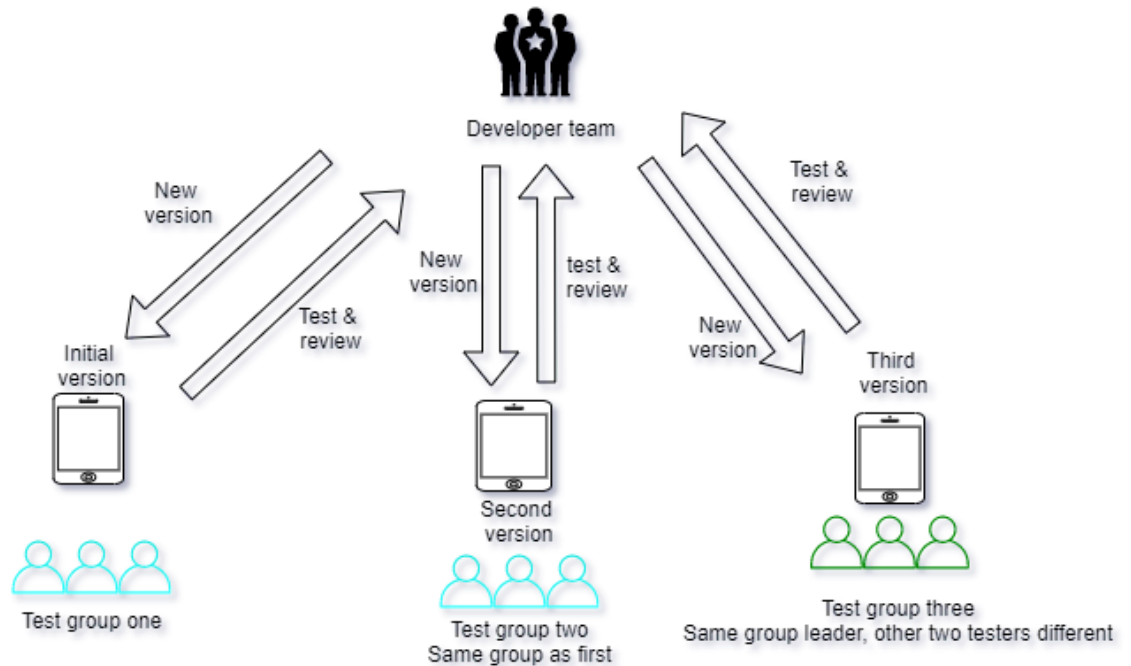 Developer team
New
version
Test &
review
New
version
test &
review
Test &
review
New
version
Initial
version
Second
version
Third
version
Test group one
Test group two
Same group as first
Test group three
Same group leader, other two testers different